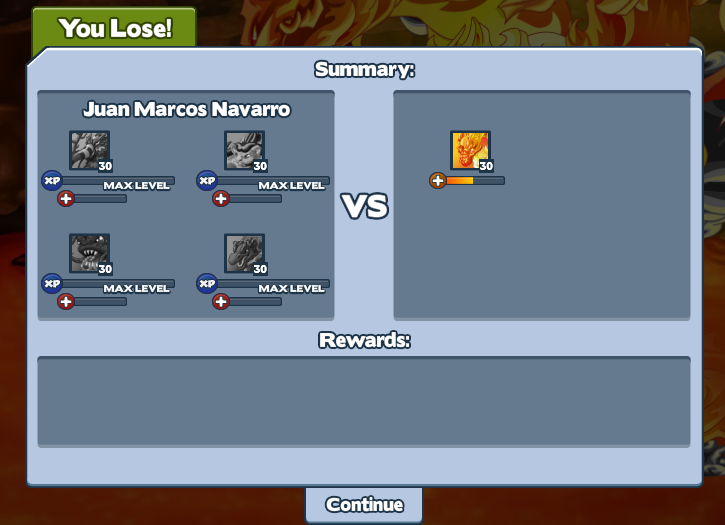 You Lose!
Summary:
Juan Marcos Navarro
30
XP MAX LEVEL
30
XP MAX LEVEL
30
XP MAX LEVEL
30
XP MAX LEVEL
VS
30
Rewards:
Continue